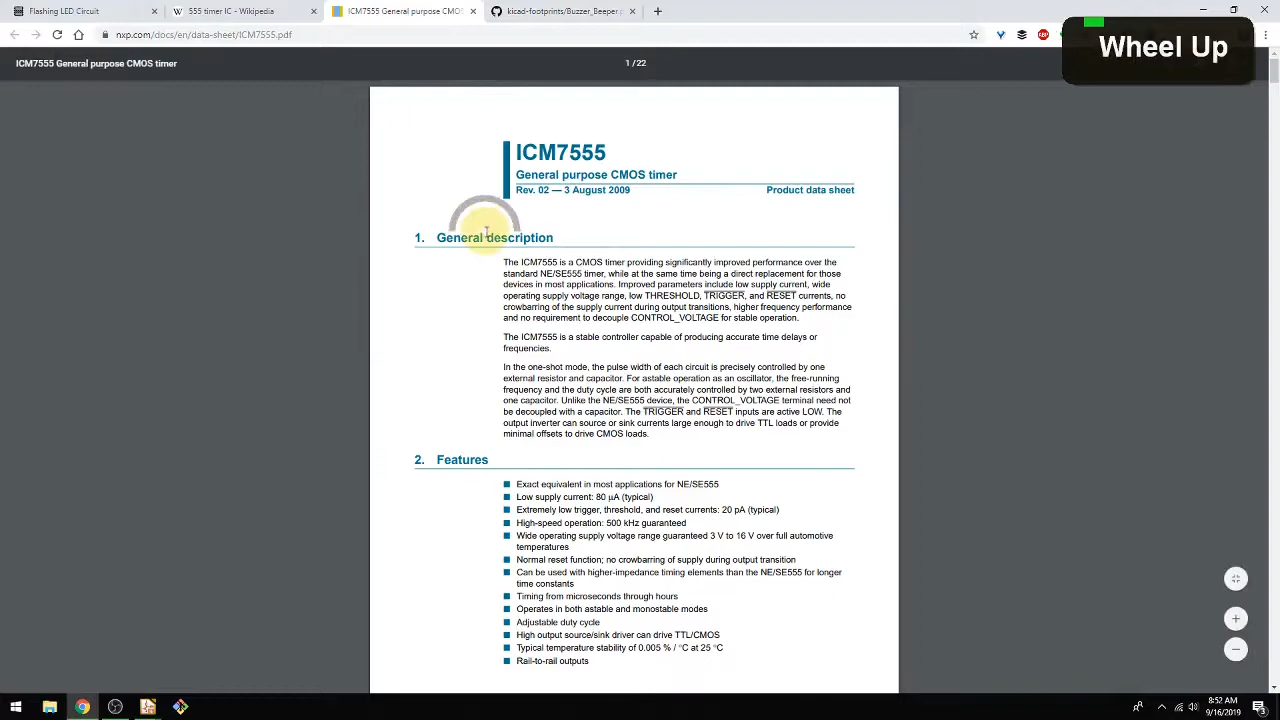 Flashing LED Circuit
555 timer IC - Wikipedia
ICM7555 General purpose CMOS
kicad-footprints/Buzzer_Beeper.p
nxp.com/docs/en/data-sheet/ICM7555.pdf
ABP
Wheel Up
ICM7555 General purpose CMOS timer
1 / 22
ICM7555
General purpose CMOS timer
Rev. 02 — 3 August 2009 Product data sheet
1. General description
The ICM7555 is a CMOS timer providing significantly improved performance over the
standard NE/SE555 timer, while at the same time being a direct replacement for those
devices in most applications. Improved parameters include low supply current, wide
operating supply voltage range, low THRESHOLD, TRIGGER, and RESET currents, no
crowbarring of the supply current during output transitions, higher frequency performance
and no requirement to decouple CONTROL_VOLTAGE for stable operation.
The ICM7555 is a stable controller capable of producing accurate time delays or
frequencies.
In the one-shot mode, the pulse width of each circuit is precisely controlled by one
external resistor and capacitor. For astable operation as an oscillator, the free-running
frequency and the duty cycle are both accurately controlled by two external resistors and
one capacitor. Unlike the NE/SE555 device, the CONTROL_VOLTAGE terminal need not
be decoupled with a capacitor. The TRIGGER and RESET inputs are active LOW. The
output inverter can source or sink currents large enough to drive TTL loads or provide
minimal offsets to drive CMOS loads.
2. Features
Exact equivalent in most applications for NE/SE555
Low supply current: 80 μA (typical)
Extremely low trigger, threshold, and reset currents: 20 pA (typical)
High-speed operation: 500 kHz guaranteed
Wide operating supply voltage range guaranteed 3 V to 16 V over full automotive
temperatures
Normal reset function; no crowbarring of supply during output transition
Can be used with higher-impedance timing elements than the NE/SE555 for longer
time constants
Timing from microseconds through hours
Operates in both astable and monostable modes
Adjustable duty cycle
High output source/sink driver can drive TTL/CMOS
Typical temperature stability of 0.005 % / °C at 25 °C
Rail-to-rail outputs
8:52 AM
9/16/2019